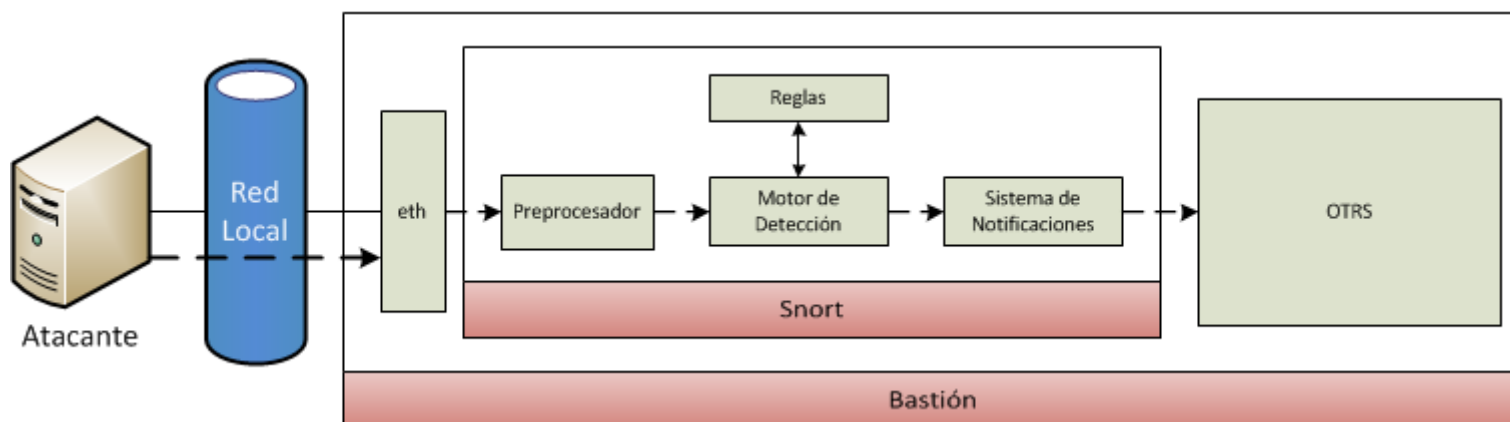 Atacante
Red
Local
eth
Preprocesador
Reglas
Motor de
Detección
Sistema de
Notificaciones
Snort
OTRS
Bastión